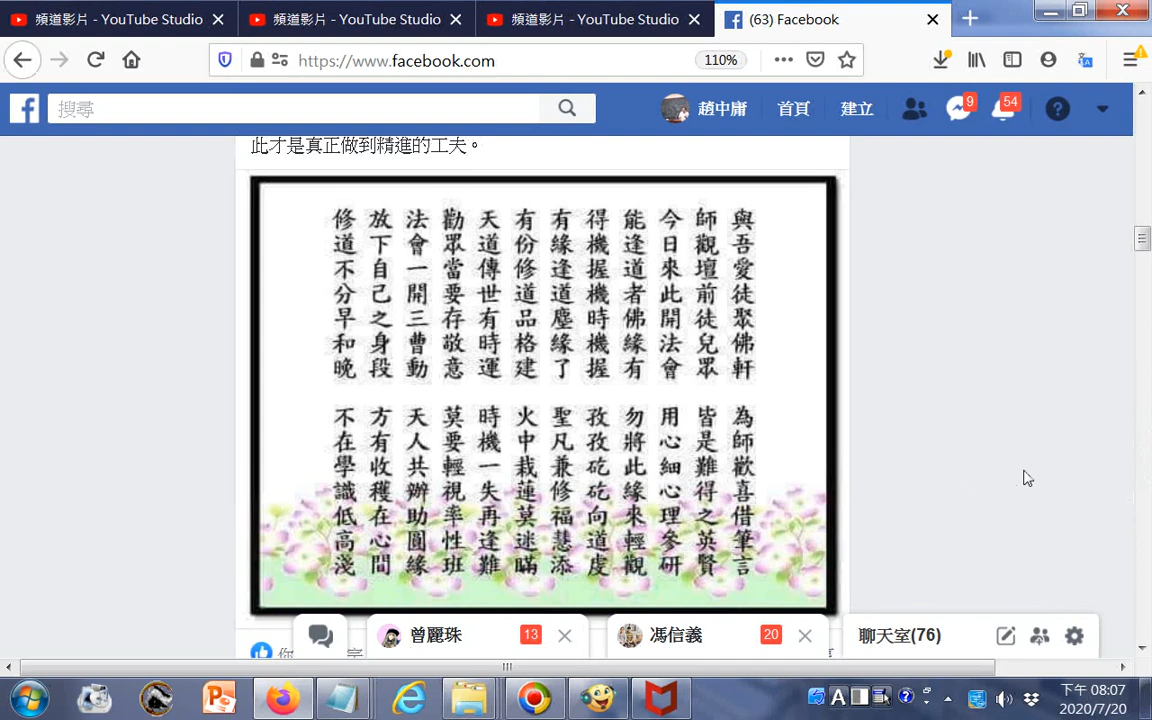 頻道影片 - YouTube Studio
頻道影片 - YouTube Studio
頻道影片 - YouTube Studio
(63) Facebook
https://www.facebook.com
110%
搜尋
趙中庸
首頁
建立
9
54
此才是真正做到精進的工夫。
與吾愛徒聚佛軒
為師歡喜借筆言
師觀壇前徒兒眾
皆是難得之英賢
今日來此開法會
用心細心理參研
能逢道者佛緣有
勿將此緣來輕觀
得機握機時機握
孜孜矻矻向道虔
有緣逢道塵緣了
聖凡兼修福慧添
有份修道品格建
火中栽蓮莫迷瞞
天道傳世有時運
時機一失再逢難
勸眾當要存敬意
莫要輕視率性班
法會一開三曹動
天人共辦助圓緣
放下自己之身段
方有收穫在心間
修道不分早和晚
不在學識低高淺
曾麗珠
13
馮信義
20
聊天室(76)
A
下午 08:07
2020/7/20